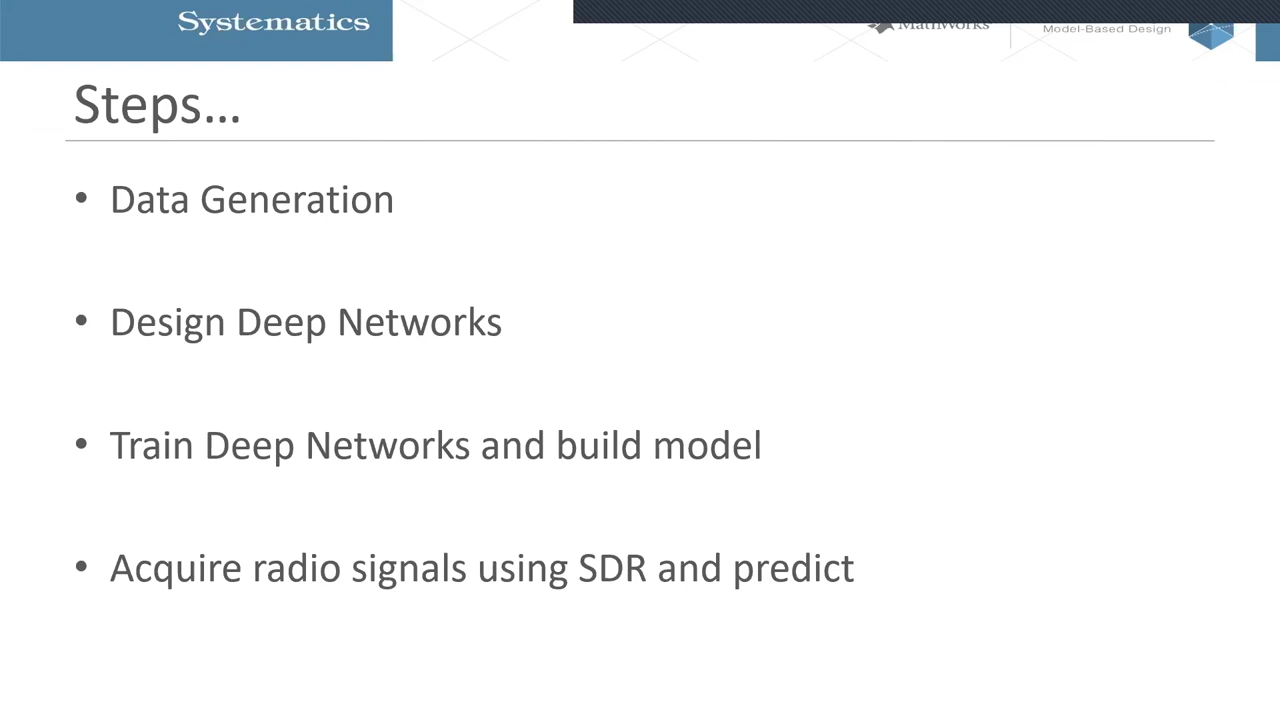 Systematics
MathWorks
Model-Based Design
Steps…
• Data Generation
• Design Deep Networks
• Train Deep Networks and build model
• Acquire radio signals using SDR and predict